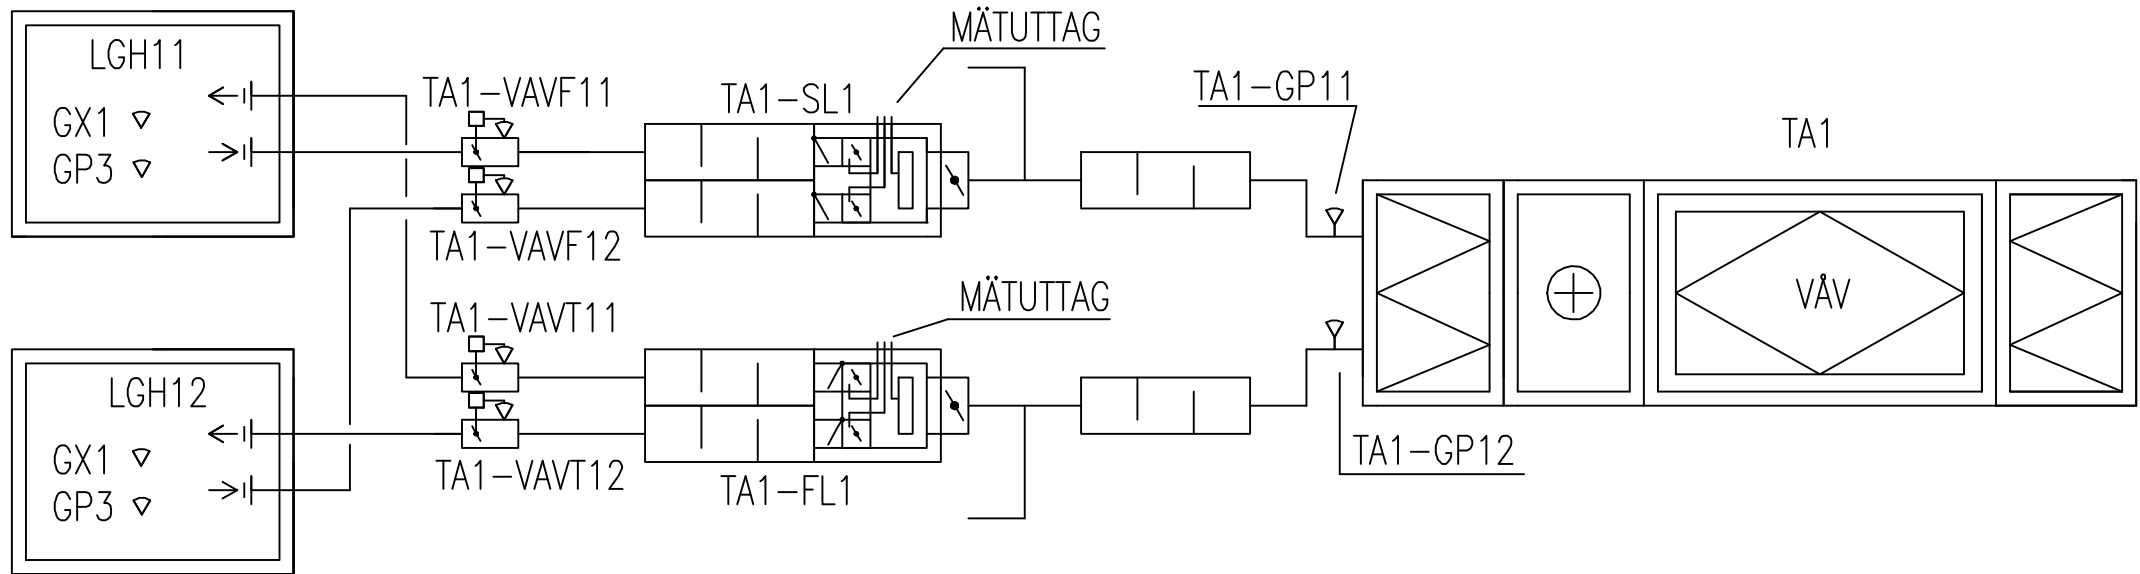 MÄTUTTAG
LGH11
TA1-VAVF11
TA1-SL1
TA1-GP11
GX1
TA1
GP3
TA1-VAVF12
MÄTUTTAG
VÅV
TA1-VAVT11
LGH12
TA1-GP12
GX1
TA1-VAVT12
TA1-FL1
GP3